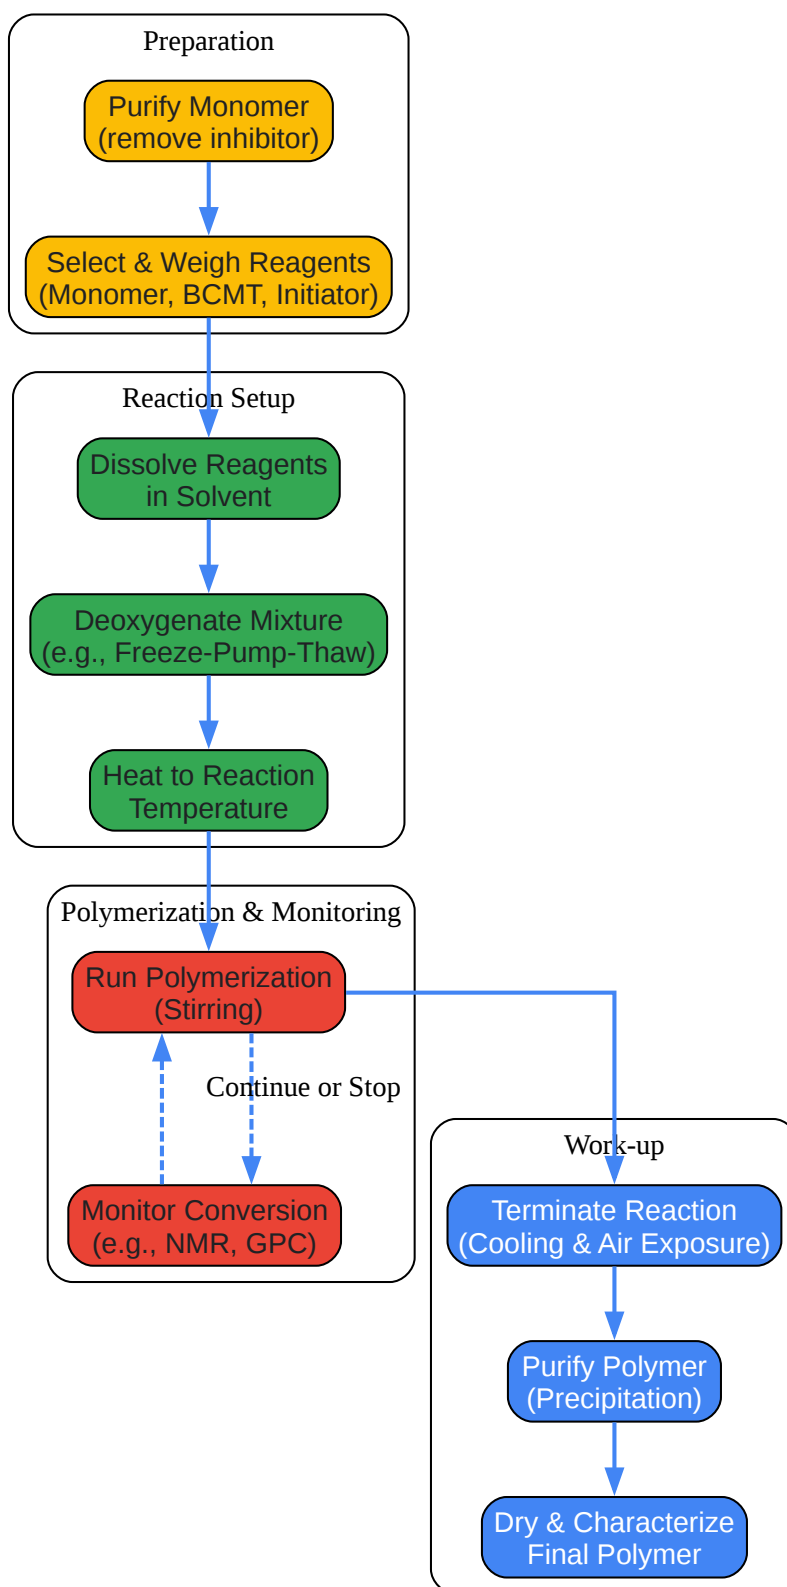 Preparation
Purify Monomer
(remove inhibitor)
Select & Weigh Reagents
(Monomer, BCMT, Initiator)
Reaction Setup
Dissolve Reagents
in Solvent
Deoxygenate Mixture
(e.g., Freeze-Pump-Thaw)
Heat to Reaction
Temperature
Polymerization & Monitoring
Run Polymerization
(Stirring)
Continue or Stop
Monitor Conversion
(e.g., NMR, GPC)
Work-up
Terminate Reaction
(Cooling & Air Exposure)
Purify Polymer
(Precipitation)
Dry & Characterize
Final Polymer